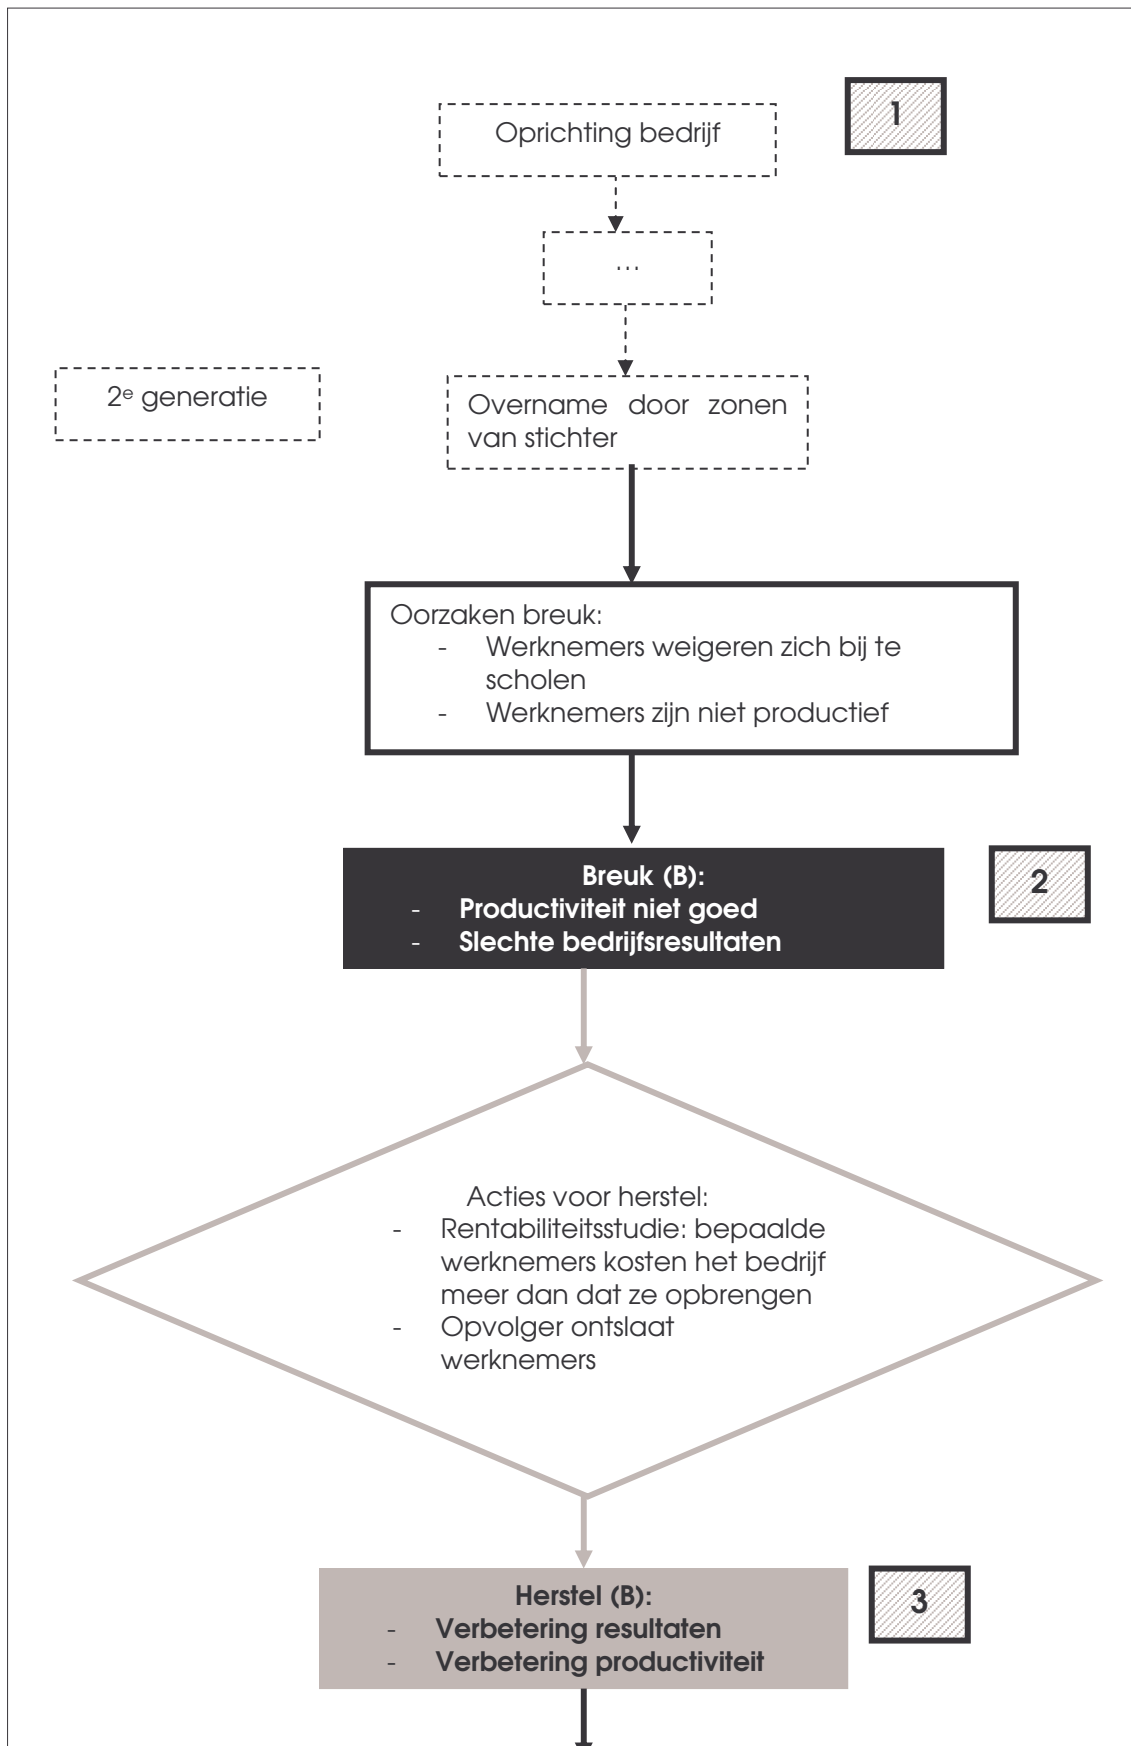 1
Oprichting bedrijf
...
2e generatie
Overname door zonen
van stichter
Oorzaken breuk:
- Werknemers weigeren zich bij te
scholen
- Werknemers zijn niet productief
Breuk (B):
- Productiviteit niet goed
- Slechte bedrijfsresultaten
2
Acties voor herstel:
- Rentabiliteitsstudie: bepaalde
werknemers kosten het bedrijf
meer dan dat ze opbrengen
- Opvolger ontslaat
werknemers
Herstel (B):
- Verbetering resultaten
- Verbetering productiviteit
3